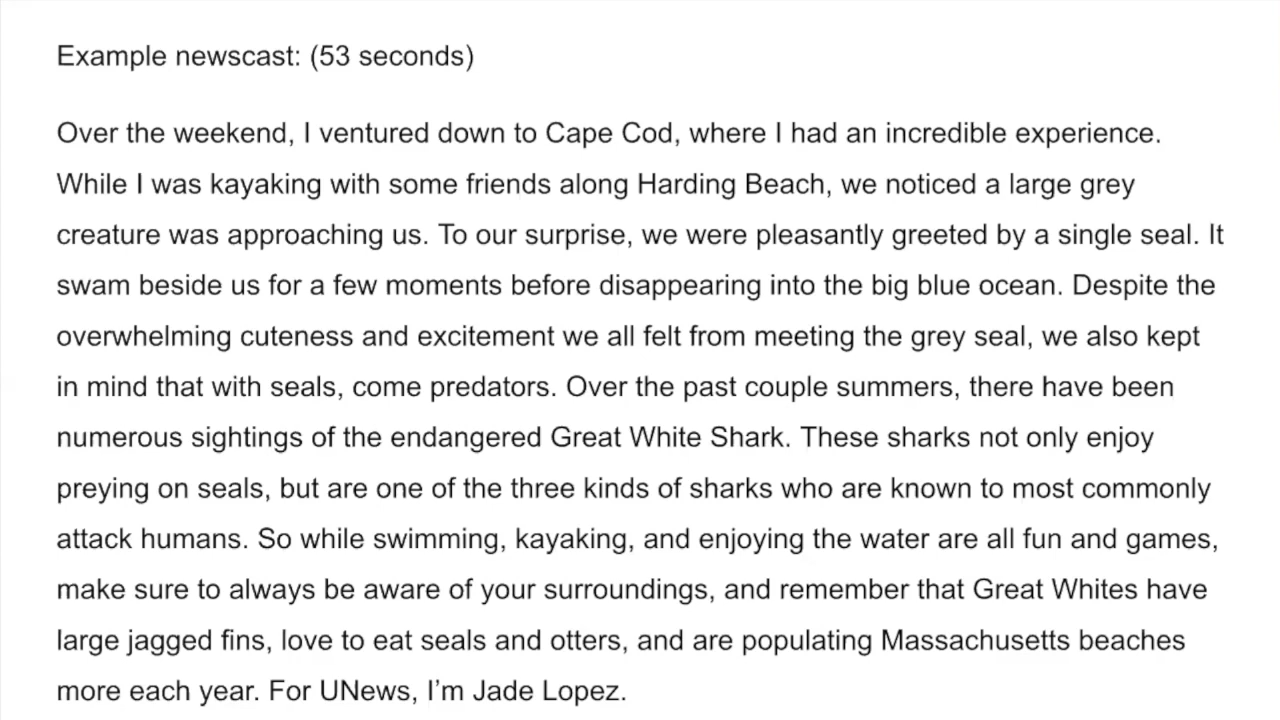 Example newscast: (53 seconds)
Over the weekend, I ventured down to Cape Cod, where I had an incredible experience.
While I was kayaking with some friends along Harding Beach, we noticed a large grey
creature was approaching us. To our surprise, we were pleasantly greeted by a single seal. It
swam beside us for a few moments before disappearing into the big blue ocean. Despite the
overwhelming cuteness and excitement we all felt from meeting the grey seal, we also kept
in mind that with seals, come predators. Over the past couple summers, there have been
numerous sightings of the endangered Great White Shark. These sharks not only enjoy
preying on seals, but are one of the three kinds of sharks who are known to most commonly
attack humans. So while swimming, kayaking, and enjoying the water are all fun and games,
make sure to always be aware of your surroundings, and remember that Great Whites have
large jagged fins, love to eat seals and otters, and are populating Massachusetts beaches
more each year. For UNews, I’m Jade Lopez.